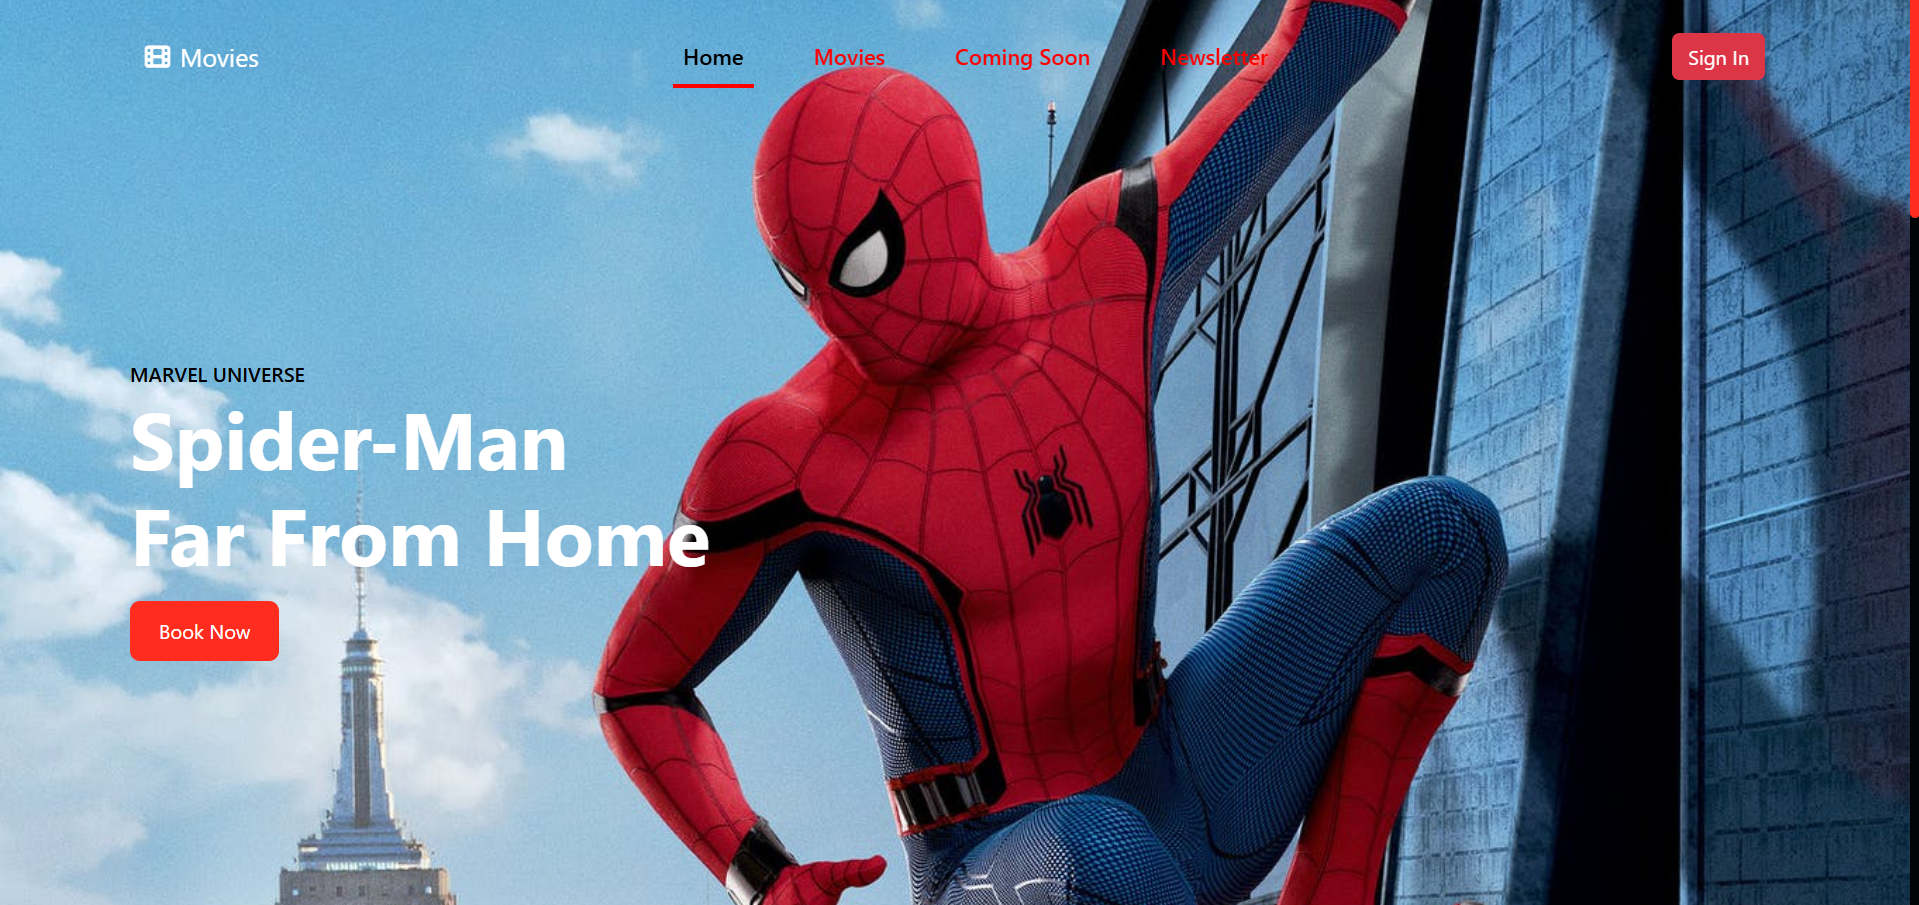 Movies
Home
Movies
Coming Soon
Newsletter
Sign In
MARVEL UNIVERSE
Spider-Man
Far From Home
Book Now